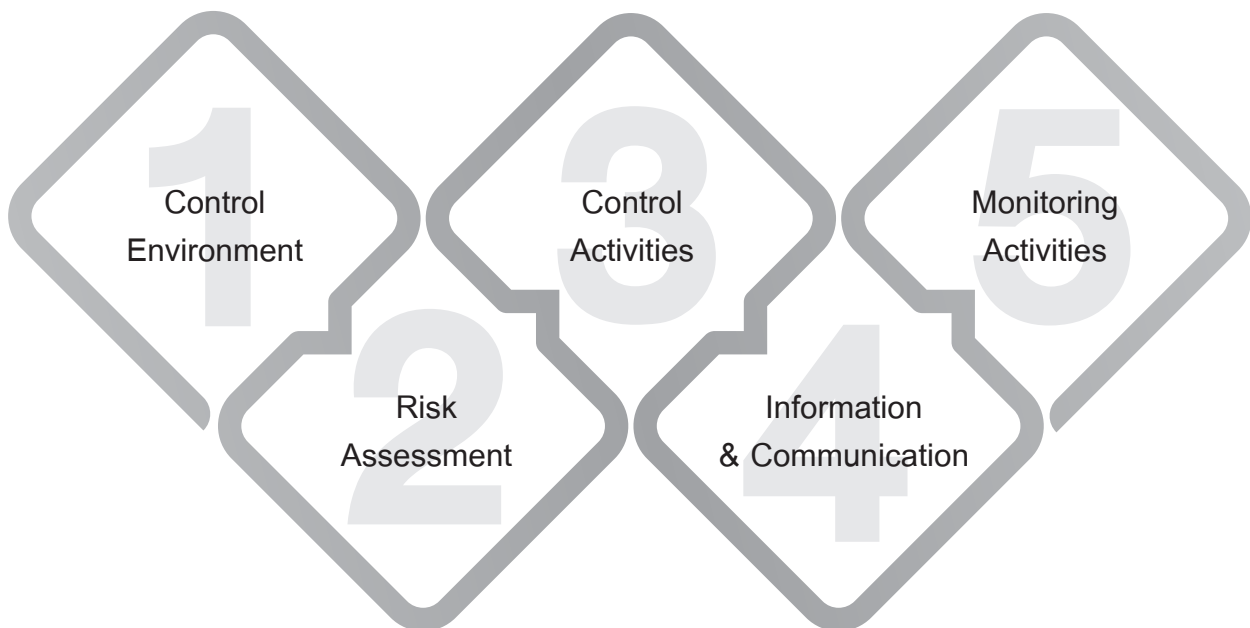 1
Control
Environment
2
Risk
Assessment
3
Control
Activities
4
Information
& Communication
5
Monitoring
Activities